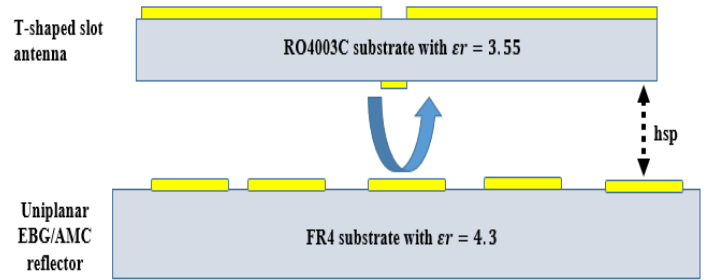 T-shaped slot
antenna
RO4003C substrate with εr = 3.55
hsp
Uniplanar
EBG/AMC
reflector
FR4 substrate with εr = 4.3